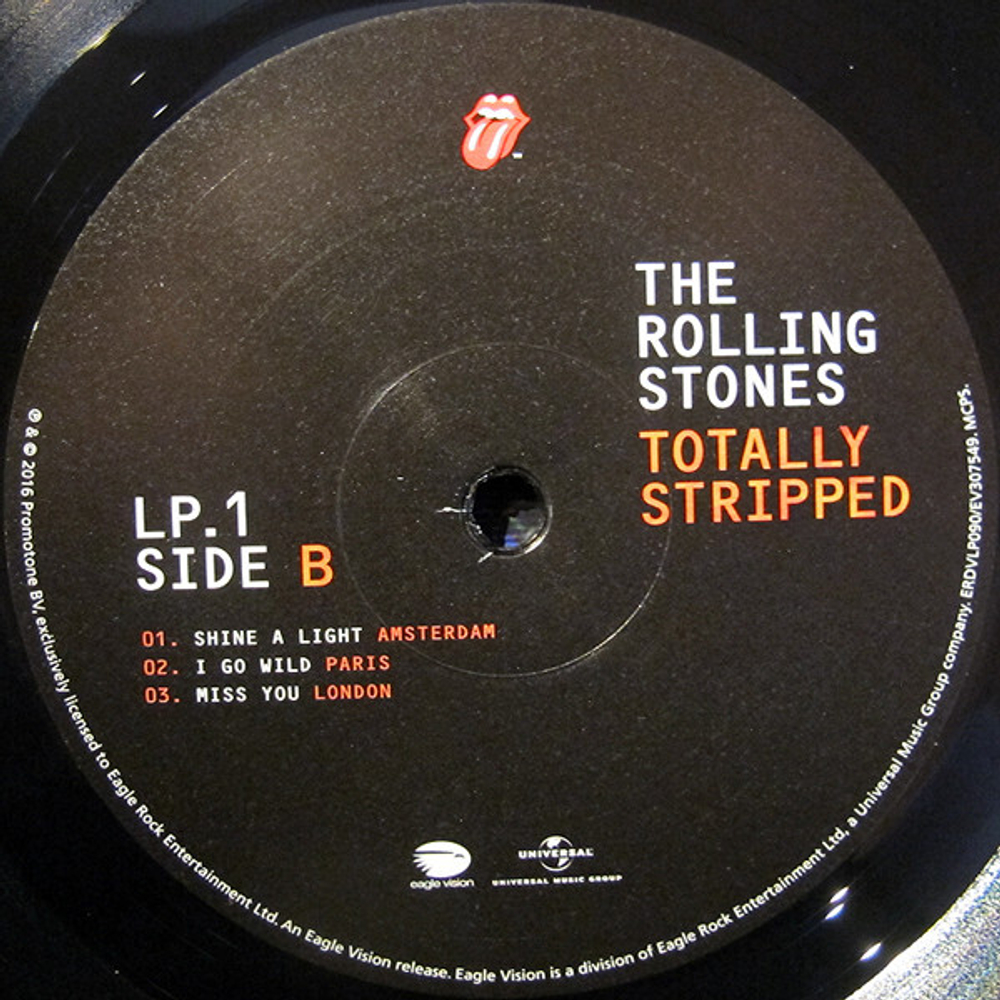 THE
ROLLING
STONES
TOTALLY
STRIPPED
LP.1
SIDE B
01. SHINE A LIGHT AMSTERDAM
02. I GO WILD PARIS
03. MISS YOU LONDON
eagle vision
UNIVERSAL
UNIVERSAL MUSIC GROUP
℗ & © 2016 Promotone BV, exclusively licensed to Eagle Rock Entertainment Ltd. An Eagle Vision release. Eagle Vision is a division of Eagle Rock Entertainment Ltd, a Universal Music Group company. ERDVLP090/EV307549. MCPS.